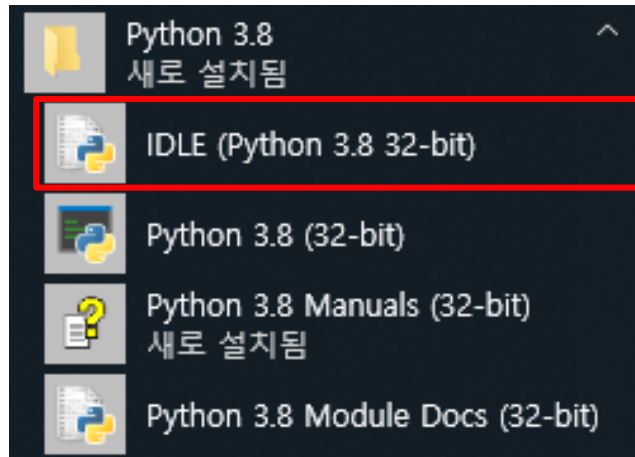 Python 3.8
새로 설치됨
IDLE (Python 3.8 32-bit)
Python 3.8 (32-bit)
Python 3.8 Manuals (32-bit)
새로 설치됨
Python 3.8 Module Docs (32-bit)